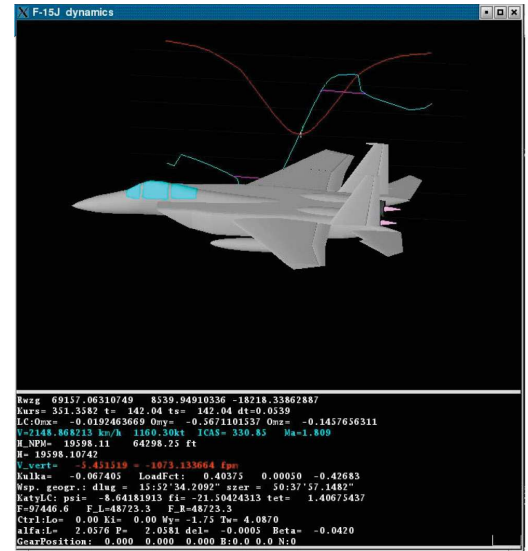 F-15J dynamics
Rwzg 69157.06310749 8539.94910336 -18218.33862887
Kurs= 351.3582 t= 142.04 ts= 142.04 dt=0.0539
LC:Omx= -0.0192463669 Omy= -0.5671101537 Omz= -0.1457656311
V=2148.868213 km/h 1160.30kt ICAS= 330.85 Ma=1.809
H_NPM= 19598.11 64298.25 ft
H= 19598.10742
V_vert= -5.451519 = -1073.133664 fpm
Kulka= -0.067405 LoadFct: 0.40375 0.00050 -0.42683
Wsp. geogr.: dlug = 15:52'34.2092" szer = 50:37'57.1482"
KatyLC: psi= -8.64181913 fi= -21.50424313 tet= 1.40675437
F=97446.6 F_L=48723.3 F_R=48723.3
Ctrl:Lo= 0.00 Ki= 0.00 Wy= -1.75 Tw= 4.0870
alfa:L= 2.0576 P= 2.0581 del= -0.0005 Beta= -0.0420
GearPosition: 0.000 0.000 0.000 B:0.0 0.0 N:0